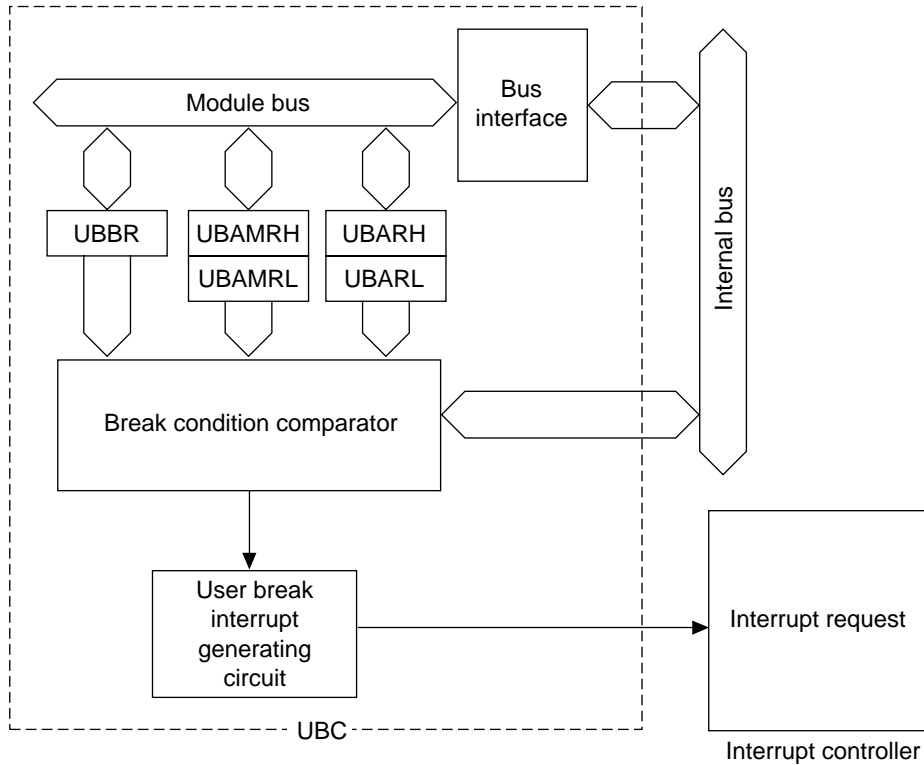 Module bus
Bus
interface
UBBR
UBAMRH
UBARH
UBAMRL
UBARL
Internal bus
Break condition comparator
User break
interrupt
generating
circuit
Interrupt request
UBC
Interrupt controller